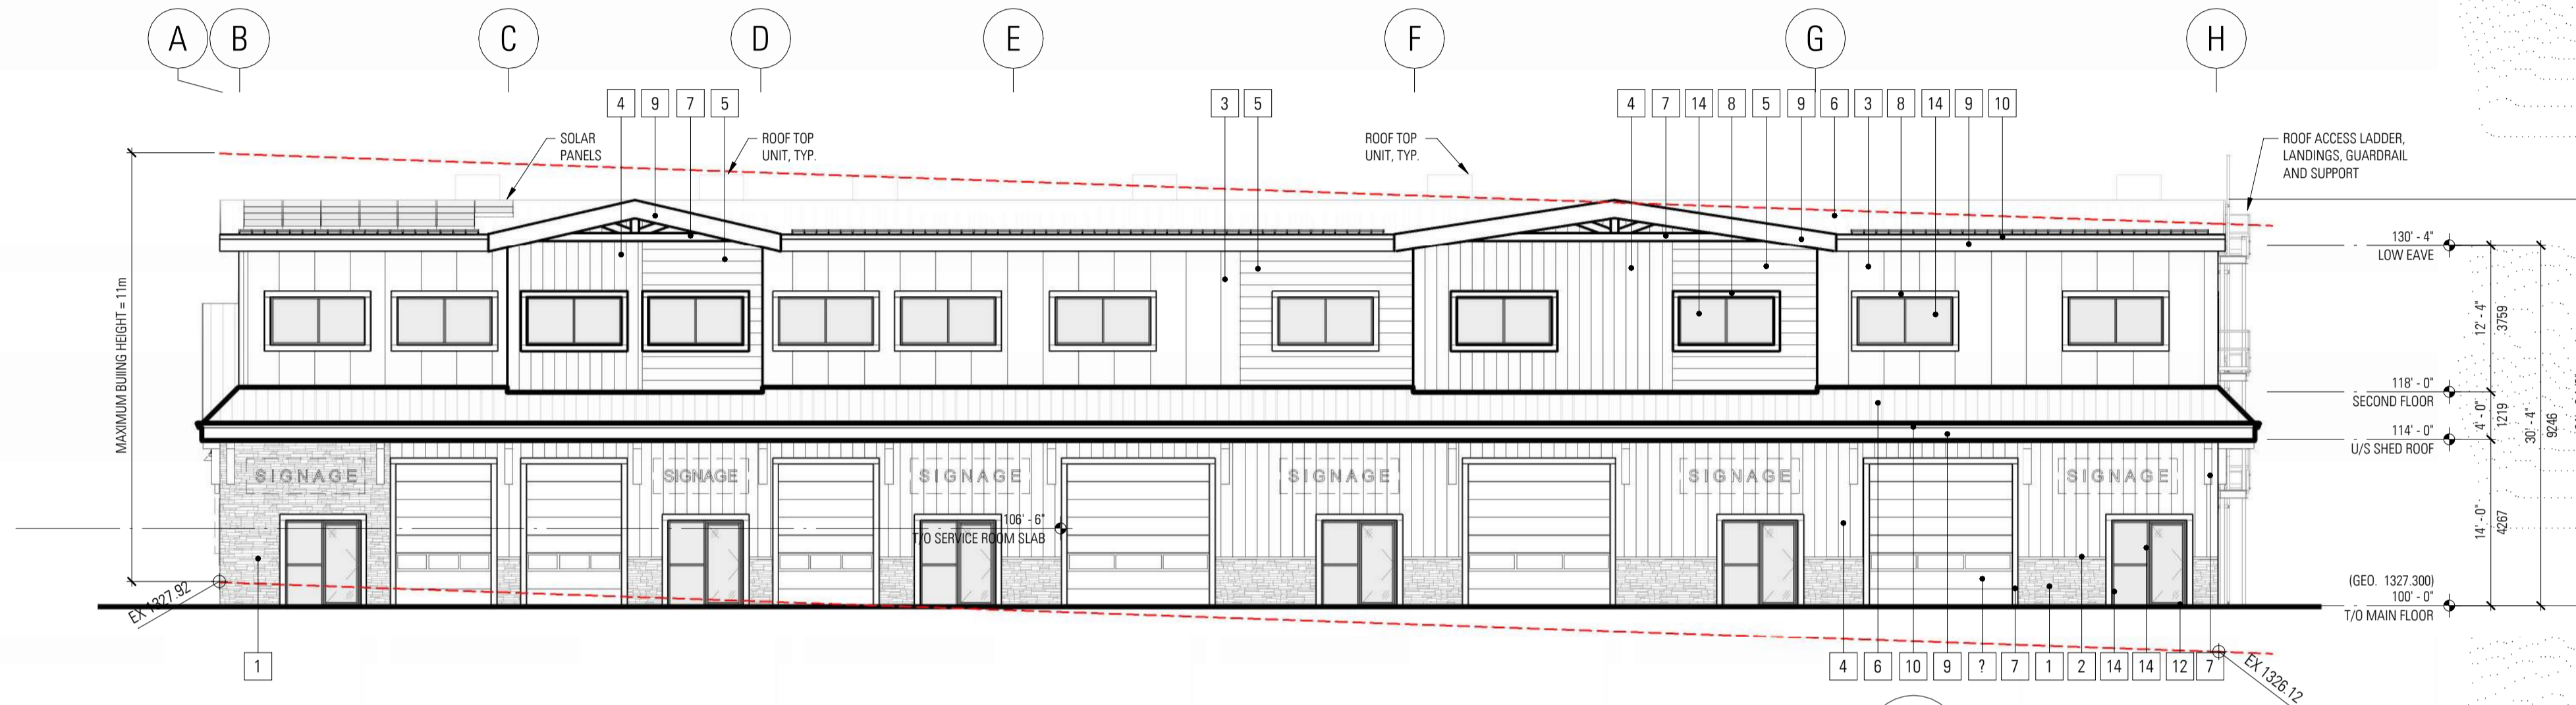 A B C D E F G H
4 9 7 5 3 5 4 7 14 8 5 9 6 3 8 14 9 10
SOLAR
PANELS
ROOF TOP
UNIT, TYP.
ROOF TOP
UNIT, TYP.
ROOF ACCESS LADDER,
LANDINGS, GUARDRAIL
AND SUPPORT
MAXIMUM BUIING HEIGHT = 11m
130' - 4"
LOW EAVE
12' - 4"
3759
118' - 0"
SECOND FLOOR
4' - 0"
1219
30' - 4"
9246
114' - 0"
U/S SHED ROOF
SIGNAGE SIGNAGE SIGNAGE SIGNAGE SIGNAGE SIGNAGE
14' - 0"
4267
106' - 6"
T/O SERVICE ROOM SLAB
(GEO. 1327.300)
100' - 0"
T/O MAIN FLOOR
EX 1327.92
1 4 6 10 9 ? 7 1 2 14 14 12 7
EX 1326.12